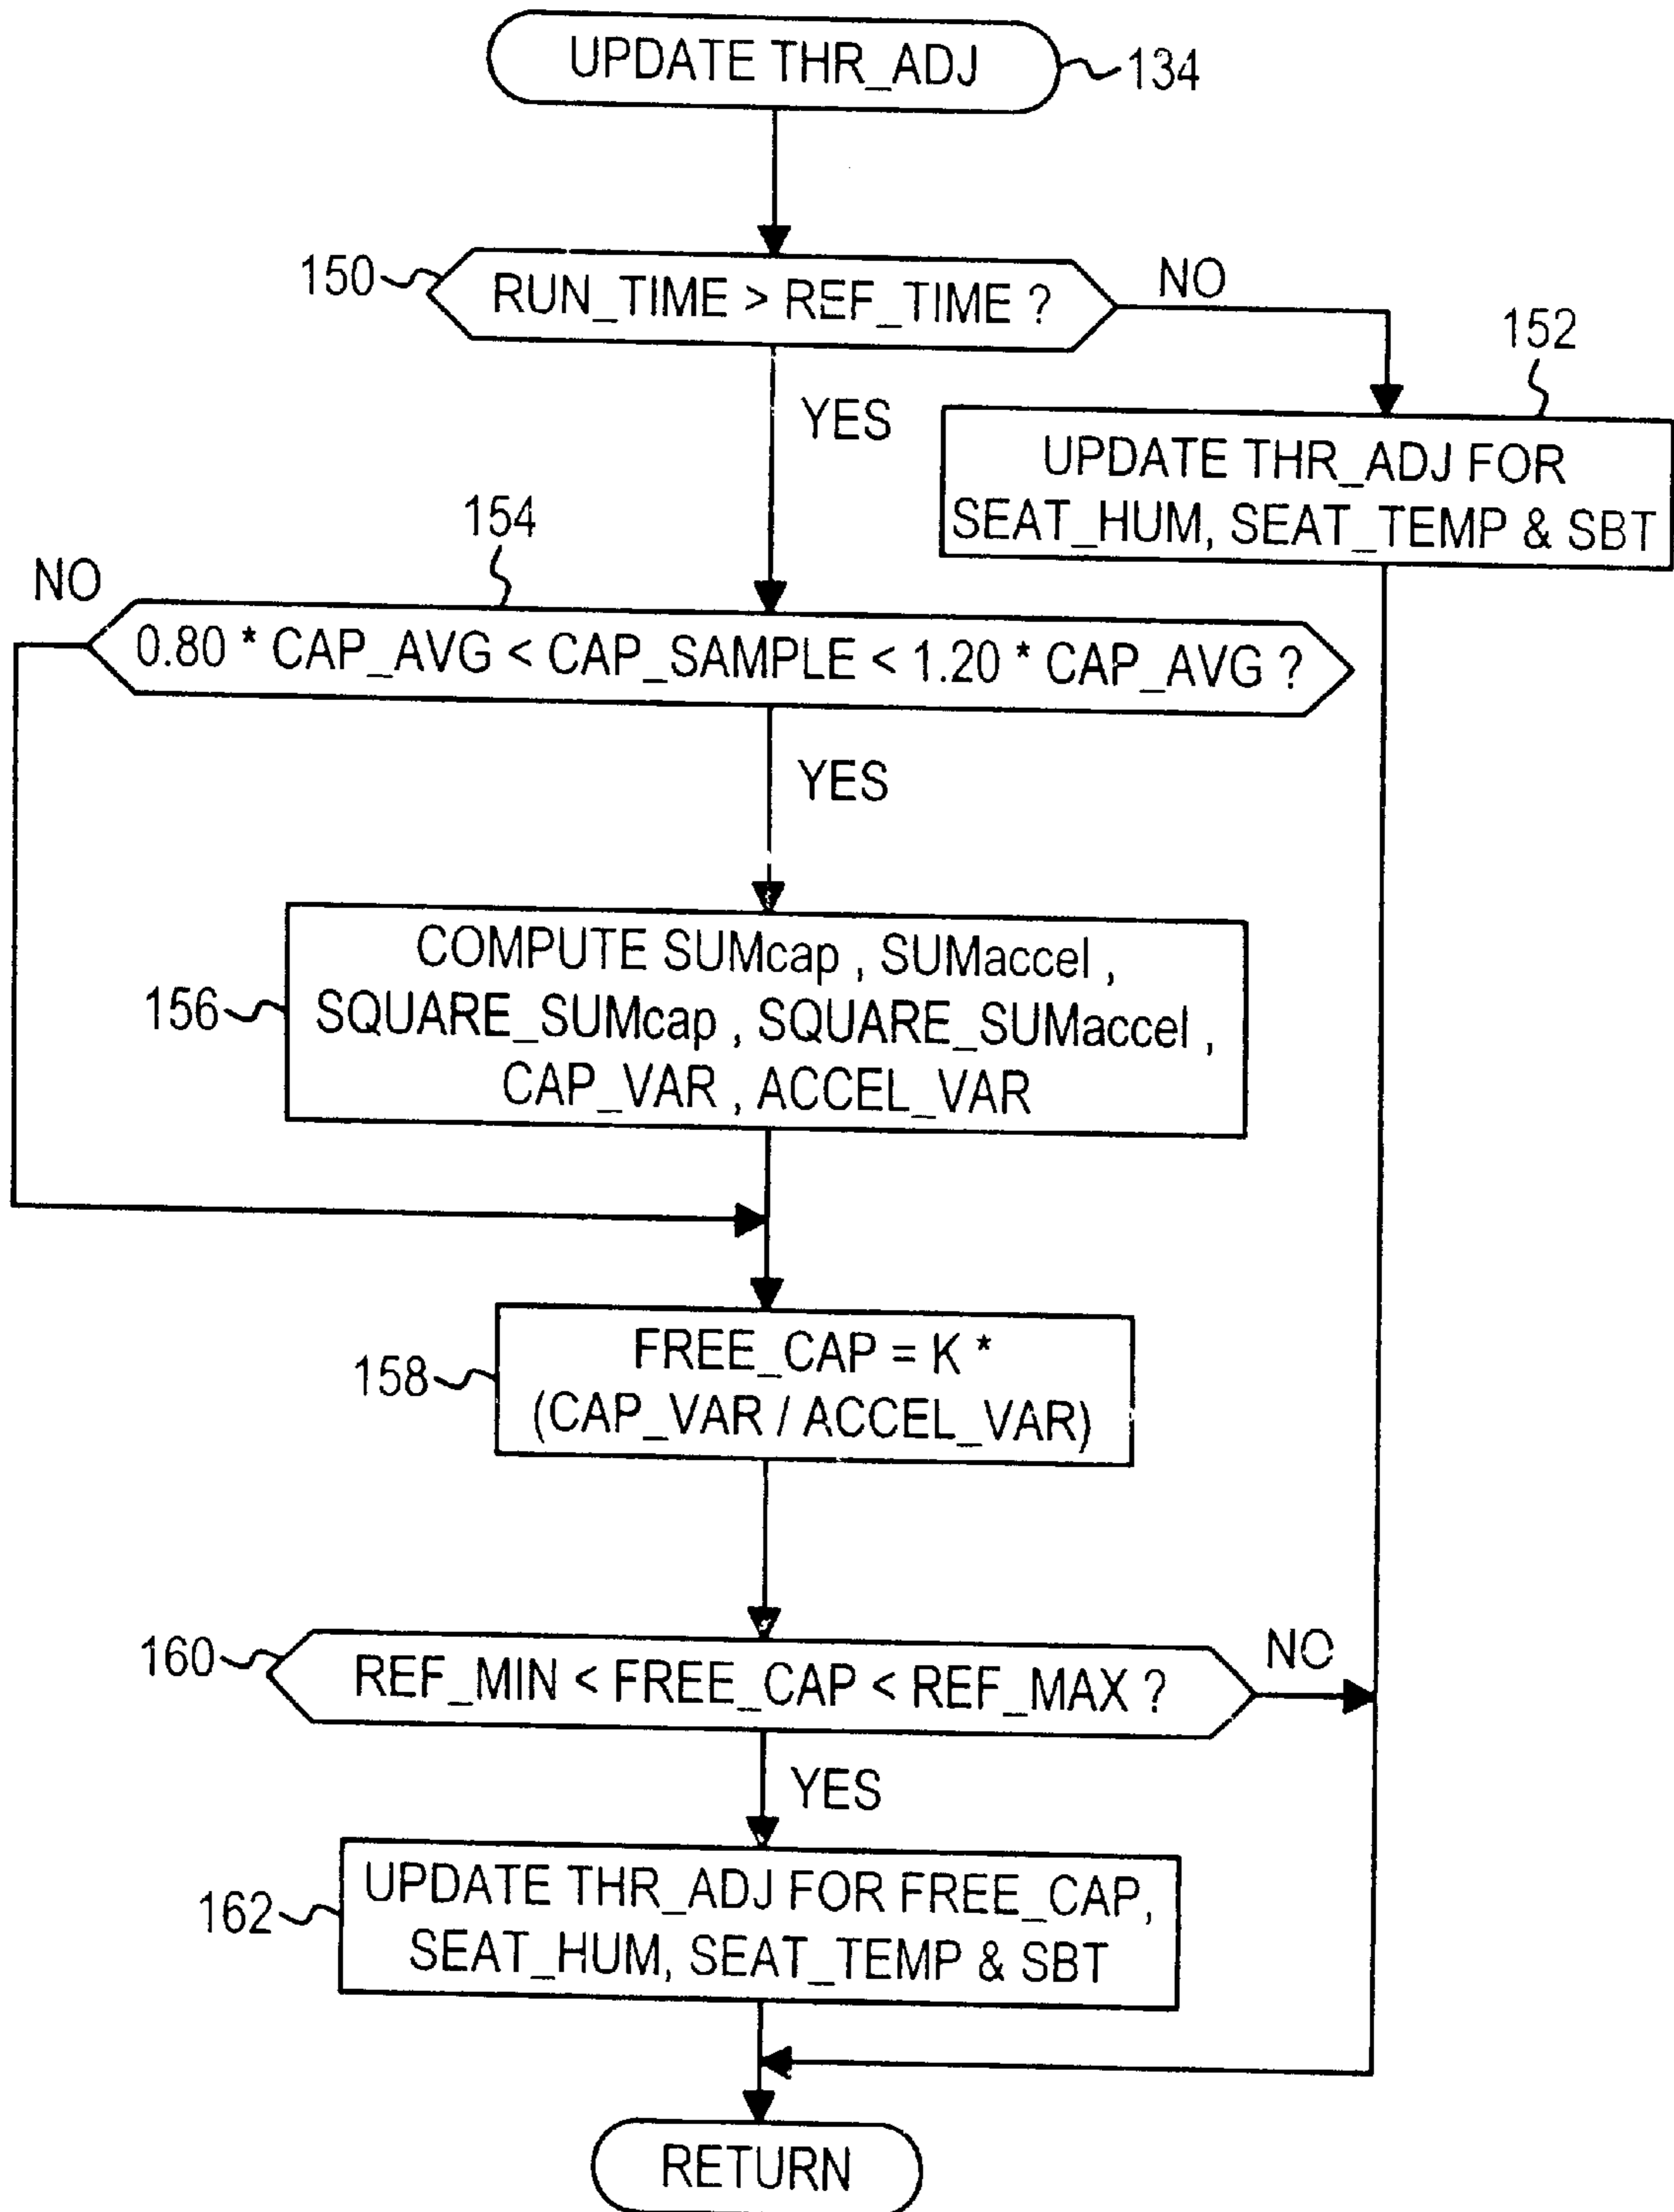 UPDATE THR_ADJ
134
150
RUN_TIME > REF_TIME ?
NO
152
YES
UPDATE THR_ADJ FOR
SEAT_HUM, SEAT_TEMP & SBT
154
NO
0.80 * CAP_AVG < CAP_SAMPLE < 1.20 * CAP_AVG ?
YES
156
COMPUTE SUMcap , SUMaccel ,
SQUARE_SUMcap , SQUARE_SUMaccel ,
CAP_VAR , ACCEL_VAR
158
FREE_CAP = K *
(CAP_VAR / ACCEL_VAR)
160
REF_MIN < FREE_CAP < REF_MAX ?
NO
YES
162
UPDATE THR_ADJ FOR FREE_CAP,
SEAT_HUM, SEAT_TEMP & SBT
RETURN